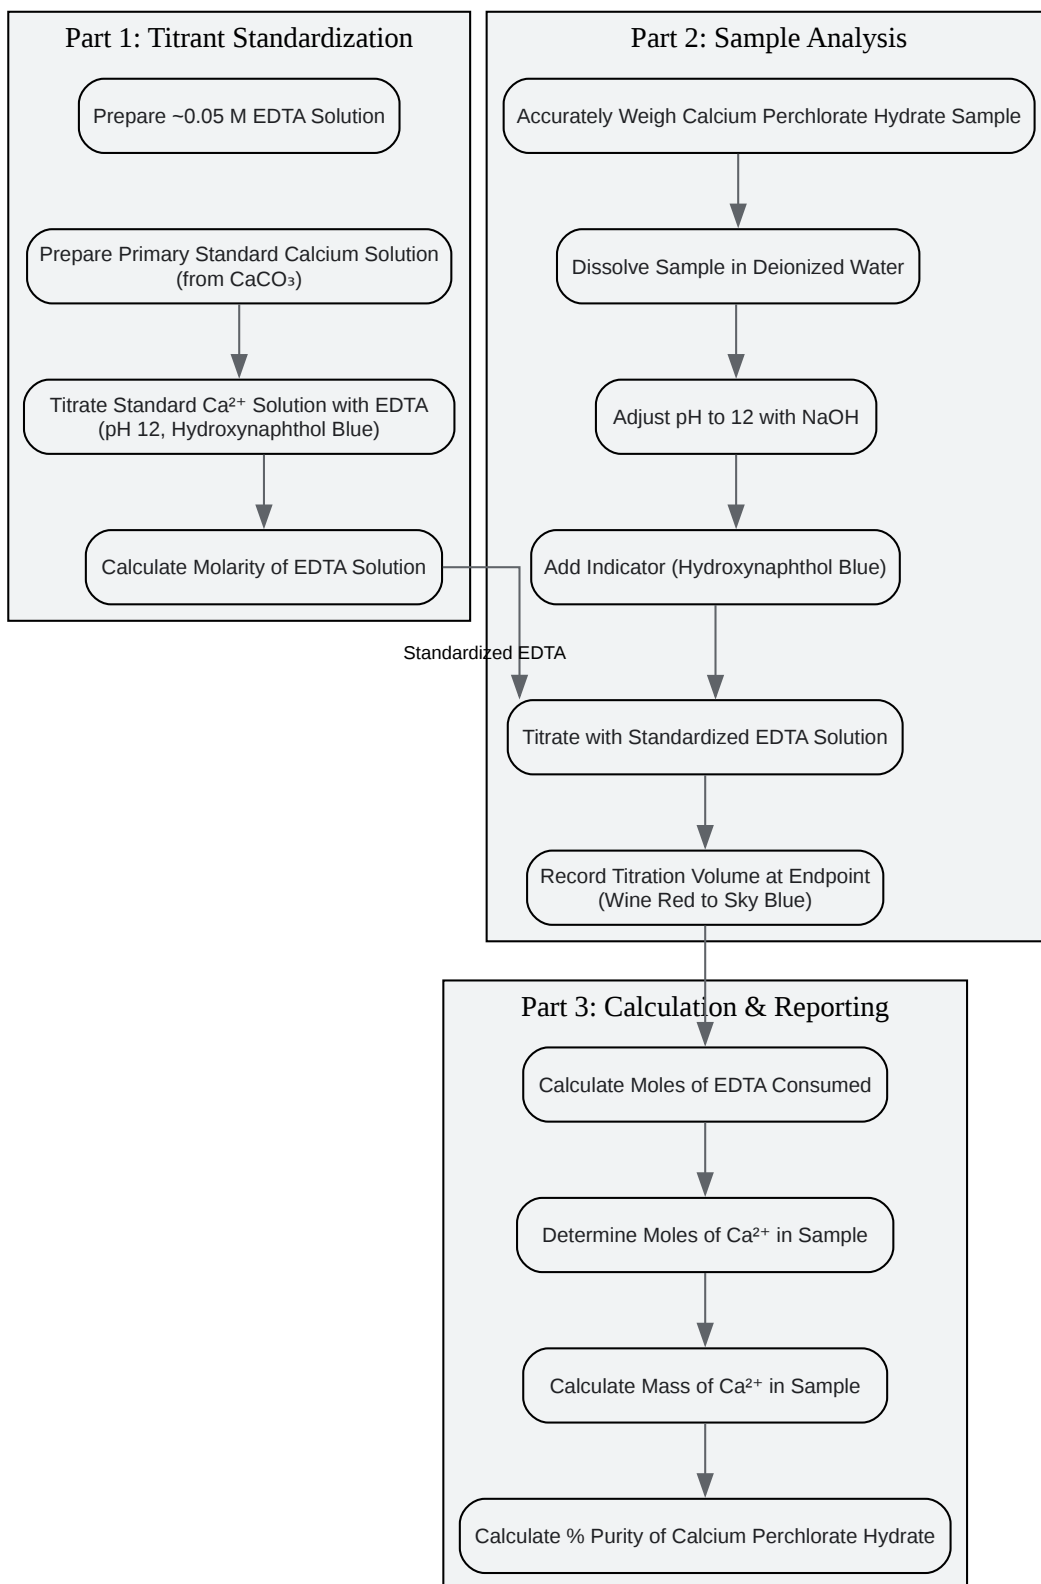 Part 1: Titrant Standardization
Prepare ~0.05 M EDTA Solution
Prepare Primary Standard Calcium Solution
(from CaCO₃)
Titrate Standard Ca²⁺ Solution with EDTA
(pH 12, Hydroxynaphthol Blue)
Calculate Molarity of EDTA Solution
Standardized EDTA
Part 2: Sample Analysis
Accurately Weigh Calcium Perchlorate Hydrate Sample
Dissolve Sample in Deionized Water
Adjust pH to 12 with NaOH
Add Indicator (Hydroxynaphthol Blue)
Titrate with Standardized EDTA Solution
Record Titration Volume at Endpoint
(Wine Red to Sky Blue)
Part 3: Calculation & Reporting
Calculate Moles of EDTA Consumed
Determine Moles of Ca²⁺ in Sample
Calculate Mass of Ca²⁺ in Sample
Calculate % Purity of Calcium Perchlorate Hydrate